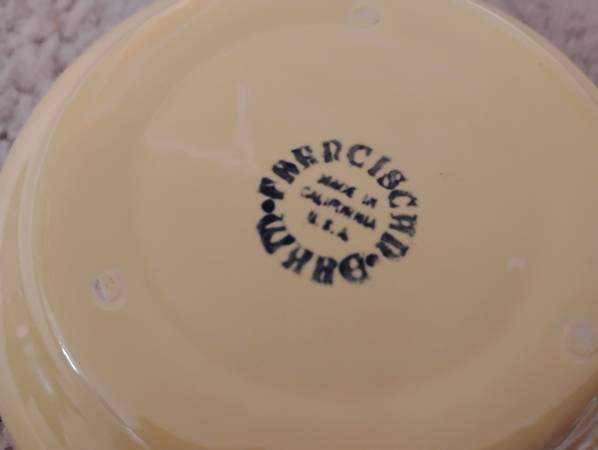 FRANCISCAN • WARE •
MADE IN
CALIFORNIA
U.S.A.